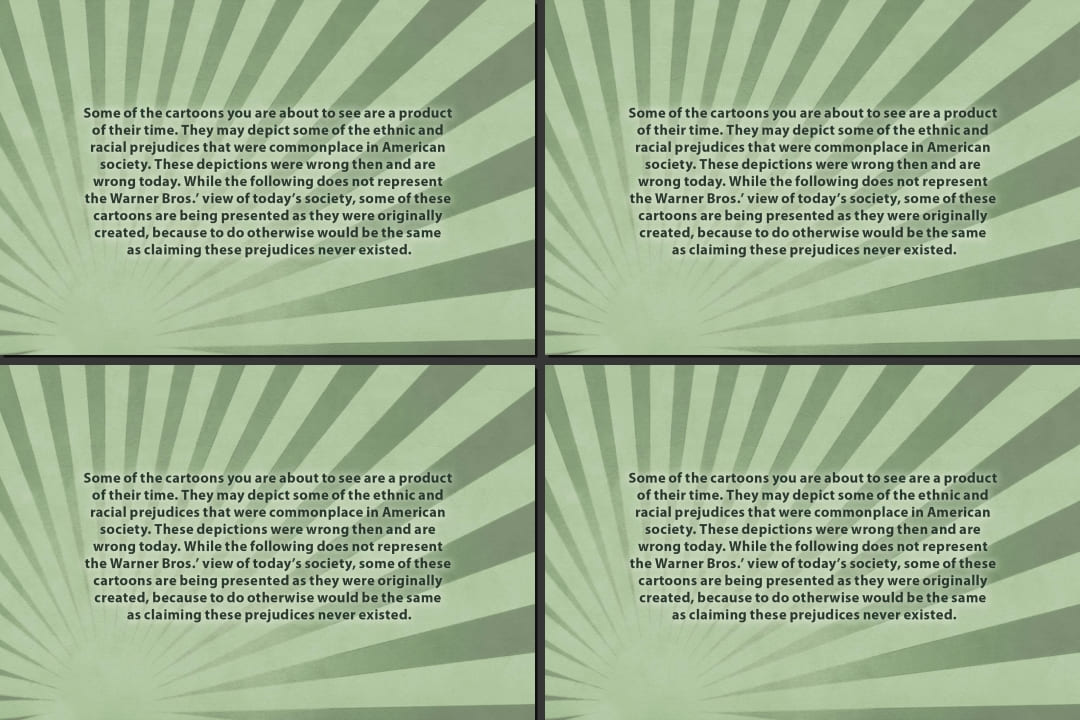 Some of the cartoons you are about to see are a product
of their time. They may depict some of the ethnic and
racial prejudices that were commonplace in American
society. These depictions were wrong then and are
wrong today. While the following does not represent
the Warner Bros.’ view of today’s society, some of these
cartoons are being presented as they were originally
created, because to do otherwise would be the same
as claiming these prejudices never existed.
Some of the cartoons you are about to see are a product
of their time. They may depict some of the ethnic and
racial prejudices that were commonplace in American
society. These depictions were wrong then and are
wrong today. While the following does not represent
the Warner Bros.’ view of today’s society, some of these
cartoons are being presented as they were originally
created, because to do otherwise would be the same
as claiming these prejudices never existed.
Some of the cartoons you are about to see are a product
of their time. They may depict some of the ethnic and
racial prejudices that were commonplace in American
society. These depictions were wrong then and are
wrong today. While the following does not represent
the Warner Bros.’ view of today’s society, some of these
cartoons are being presented as they were originally
created, because to do otherwise would be the same
as claiming these prejudices never existed.
Some of the cartoons you are about to see are a product
of their time. They may depict some of the ethnic and
racial prejudices that were commonplace in American
society. These depictions were wrong then and are
wrong today. While the following does not represent
the Warner Bros.’ view of today’s society, some of these
cartoons are being presented as they were originally
created, because to do otherwise would be the same
as claiming these prejudices never existed.